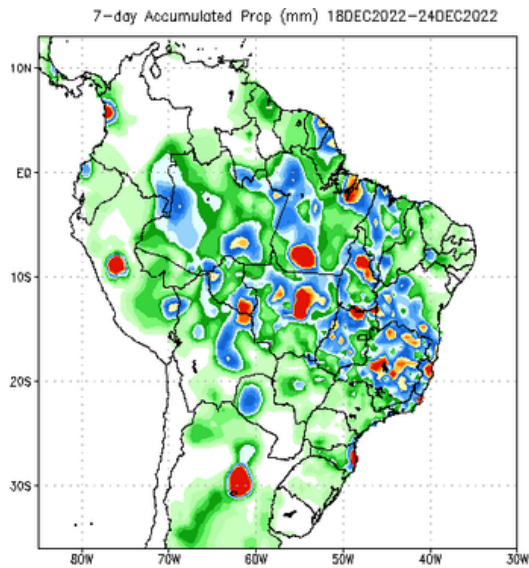 7-day Accumulated Prcp (mm) 18DEC2022-24DEC2022
10N
EQ
10S
20S
30S
80W 70W 60W 50W 40W 30W